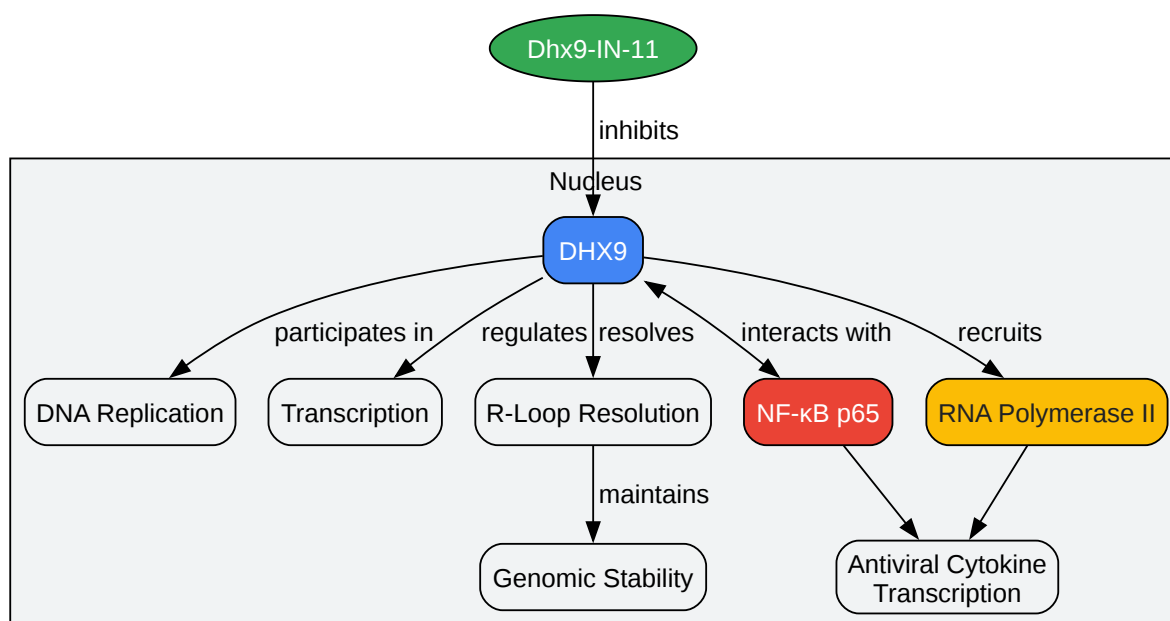 Dhx9-IN-11
inhibits
Nucleus
DHX9
participates in
regulates
resolves
interacts with
recruits
DNA Replication
Transcription
R-Loop Resolution
NF-κB p65
RNA Polymerase II
maintains
Genomic Stability
Antiviral Cytokine
Transcription